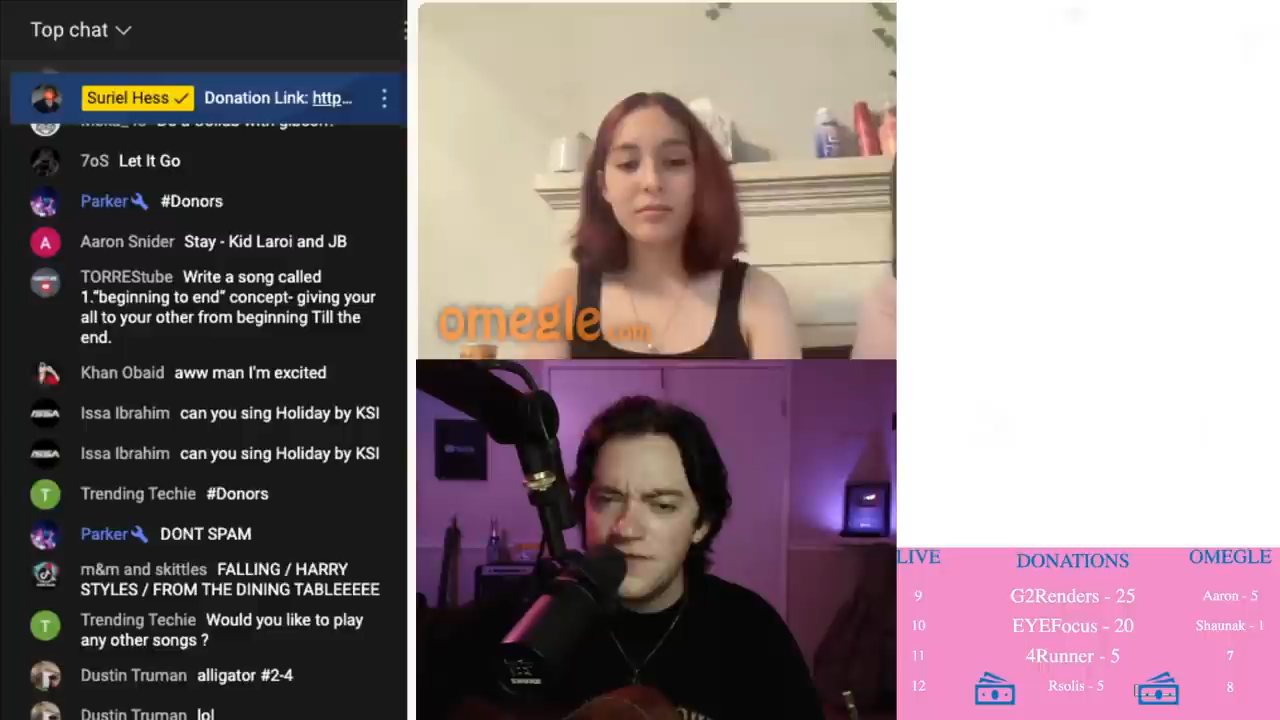 Top chat
Suriel Hess Donation Link: http...
7oS Let It Go
Parker #Donors
A
Aaron Snider Stay - Kid Laroi and JB
TORREStube Write a song called
1."beginning to end" concept- giving your
all to your other from beginning Till the
end.
Khan Obaid aww man I'm excited
Issa Ibrahim can you sing Holiday by KSI
Issa Ibrahim can you sing Holiday by KSI
T
Trending Techie #Donors
Parker DONT SPAM
m&m and skittles FALLING / HARRY
STYLES / FROM THE DINING TABLEEEEE
T
Trending Techie Would you like to play
any other songs ?
Dustin Truman alligator #2-4
Dustin Truman lol
omegle.com
LIVE
9
10
11
12
DONATIONS
G2Renders - 25
EYEFocus - 20
4Runner - 5
Rsolis - 5
OMEGLE
Aaron - 5
Shaunak - 1
7
8